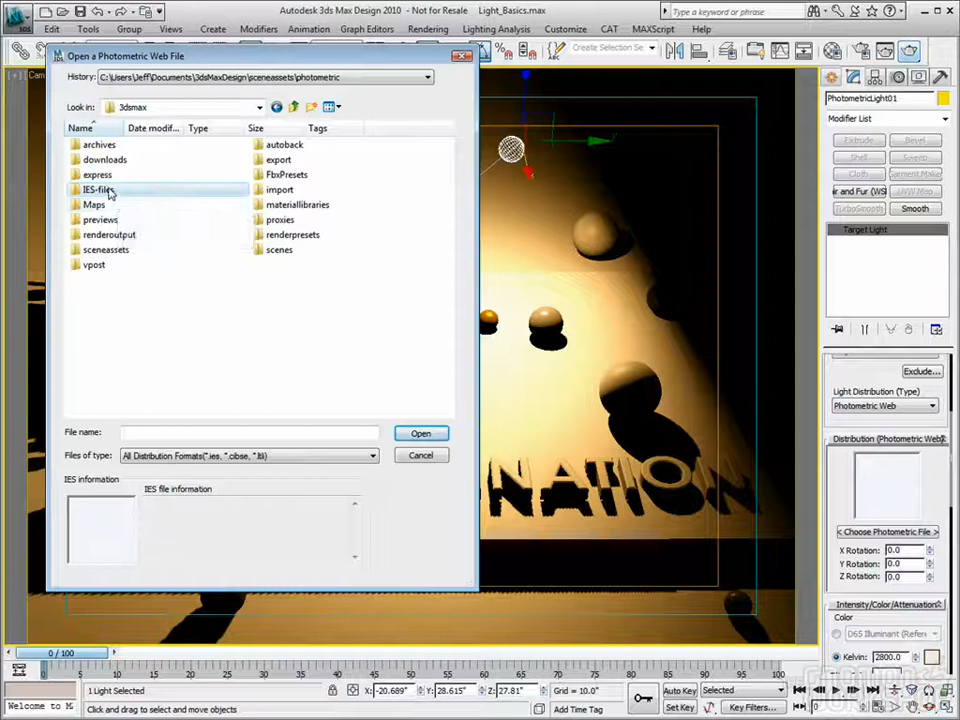 Autodesk 3ds Max Design 2010 - Not for Resale Light_Basics.max
Type a keyword or phrase
Edit Tools Group Views Create Modifiers Animation Graph Editors Rendering Lighting Analysis Customize CAT MAXScript Help
Open a Photometric Web File
Create Selection Se
History: C:\Users\Jeff\Documents\3dsMaxDesign\sceneassets\photometric
Look in: 3dsmax
Name Date modif... Type Size Tags
archives autoback
downloads export
express FbxPresets
IES-files import
Maps materiallibraries
previews proxies
renderoutput renderpresets
sceneassets scenes
vpost
File name: Open
Files of type: All Distribution Formats(*.ies, *.cibse, *.ltli) Cancel
IES information IES file information
PhotometricLight01
Modifier List
Extrude Bevel
Shell Sweep
Cloth Garment Maker
ir and Fur (WS UVW Map
TurboSmooth Smooth
Target Light
Exclude...
Light Distribution (Type)
Photometric Web
Distribution (Photometric Web)
< Choose Photometric File >
X Rotation: 0.0
Y Rotation: 0.0
Z Rotation: 0.0
Intensity/Color/Attenuation
Color
D65 Illuminant (Refere
Kelvin: 2800.0
NATION
0 / 100
0 5 10 15 20 25 30 35 40 45 50 55 60 65 70 75 80 85 90 95 100
1 Light Selected X: -20.689" Y: 28.615" Z: 27.81" Grid = 10.0" Auto Key Selected
Welcome to M Click and drag to select and move objects Add Time Tag Set Key Key Filters... 0